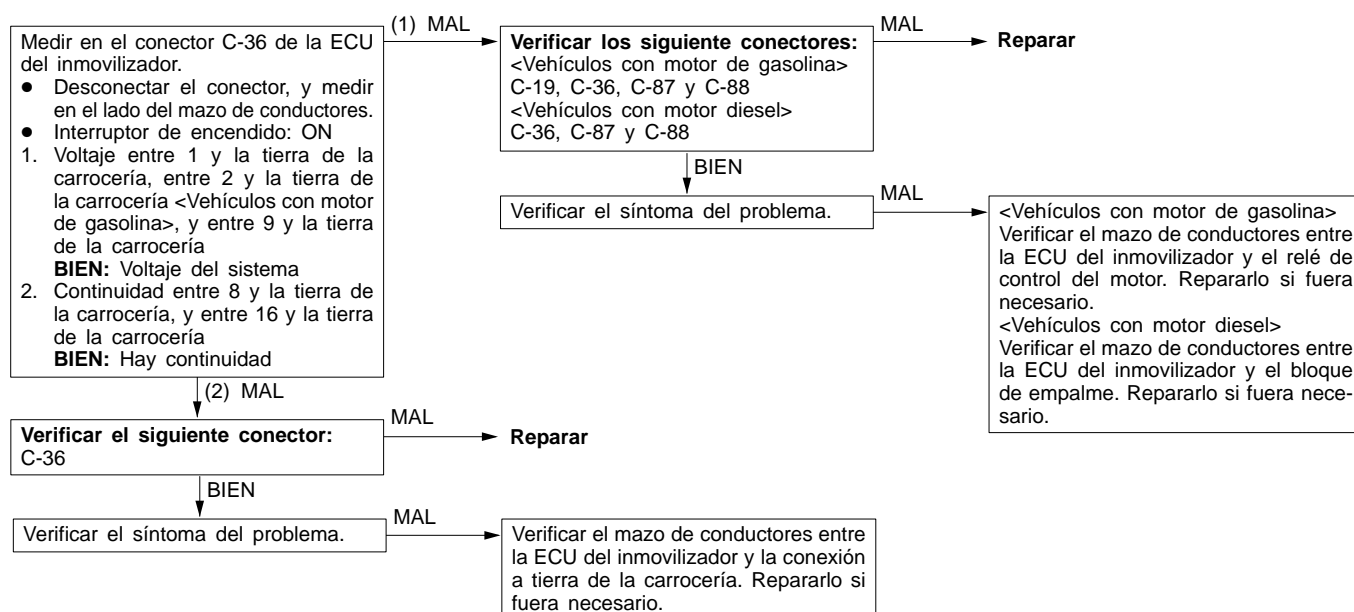 Medir en el conector C-36 de la ECU
del inmovilizador.
● Desconectar el conector, y medir
en el lado del mazo de conductores.
● Interruptor de encendido: ON
1. Voltaje entre 1 y la tierra de la
carrocería, entre 2 y la tierra de
la carrocería <Vehículos con motor
de gasolina>, y entre 9 y la tierra
de la carrocería
BIEN: Voltaje del sistema
2. Continuidad entre 8 y la tierra de
la carrocería, y entre 16 y la tierra
de la carrocería
BIEN: Hay continuidad
(1) MAL
Verificar los siguiente conectores:
<Vehículos con motor de gasolina>
C-19, C-36, C-87 y C-88
<Vehículos con motor diesel>
C-36, C-87 y C-88
MAL
Reparar
BIEN
Verificar el síntoma del problema.
MAL
<Vehículos con motor de gasolina>
Verificar el mazo de conductores entre
la ECU del inmovilizador y el relé de
control del motor. Repararlo si fuera
necesario.
<Vehículos con motor diesel>
Verificar el mazo de conductores entre
la ECU del inmovilizador y el bloque
de empalme. Repararlo si fuera nece-
sario.
(2) MAL
Verificar el siguiente conector:
C-36
MAL
Reparar
BIEN
Verificar el síntoma del problema.
MAL
Verificar el mazo de conductores entre
la ECU del inmovilizador y la conexión
a tierra de la carrocería. Repararlo si
fuera necesario.